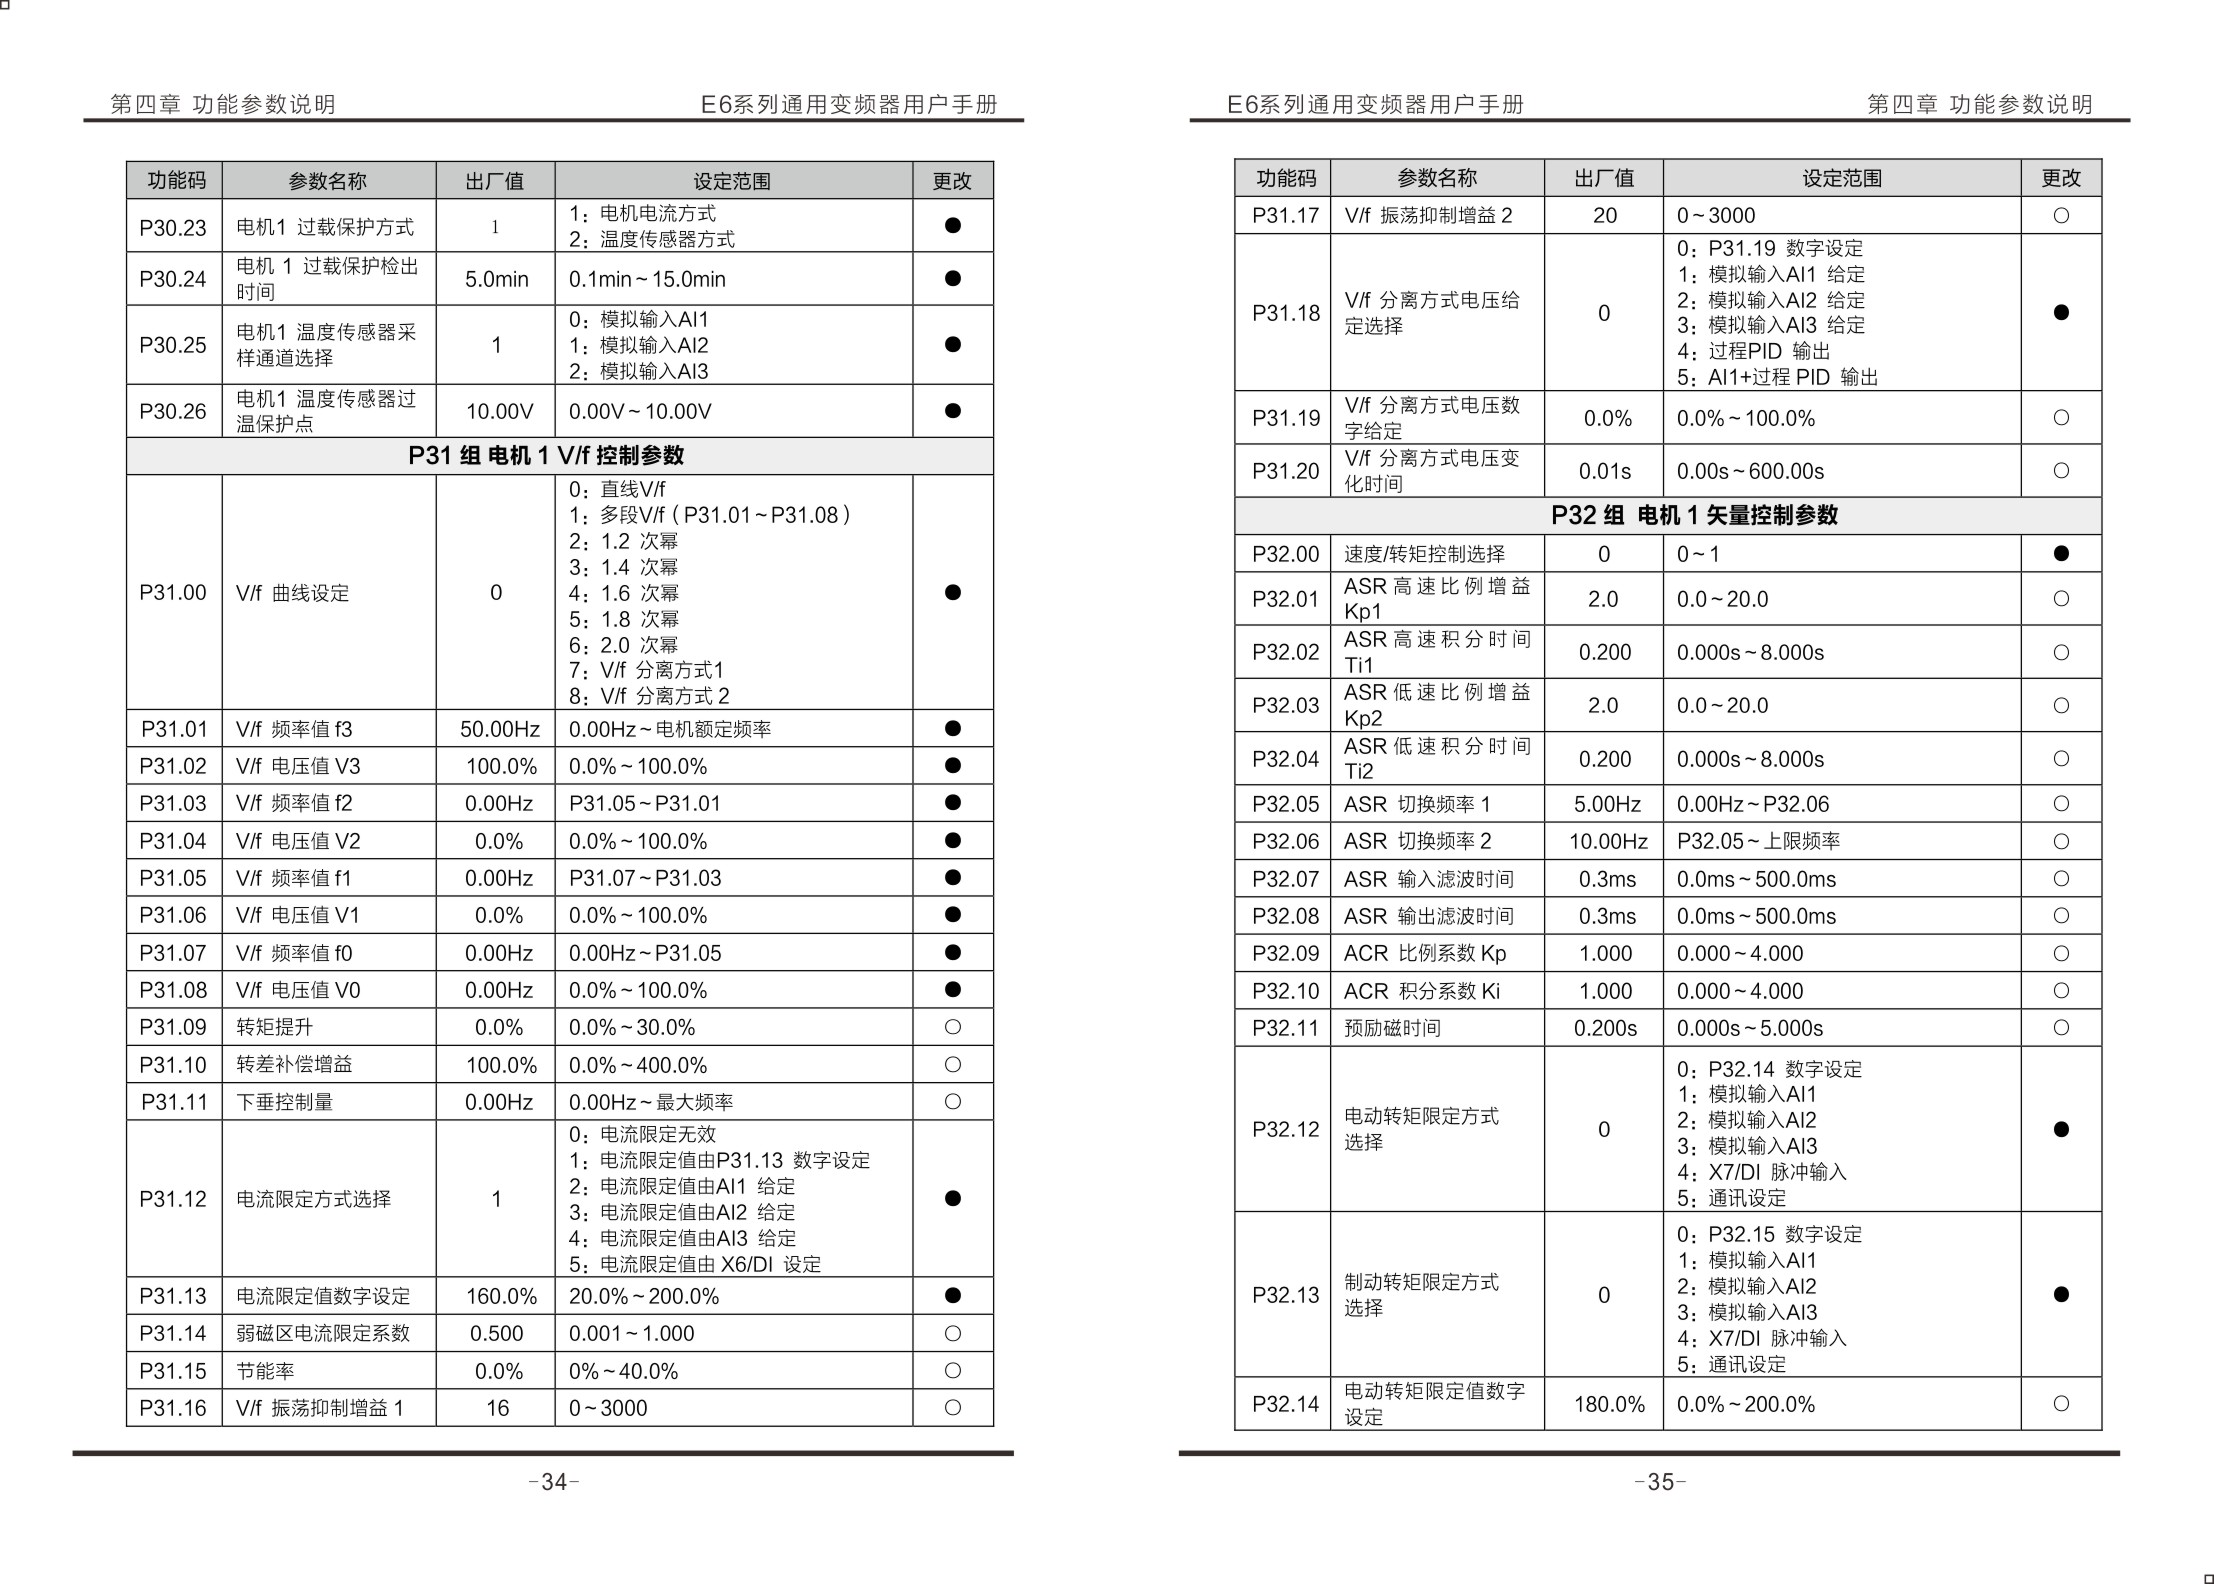 第四章 功能参数说明 E6系列通用变频器用户手册
功能码 参数名称 出厂值 设定范围 更改
P30.23 电机1 过载保护方式 1 1：电机电流方式
2：温度传感器方式 ●
P30.24 电机 1 过载保护检出
时间 5.0min 0.1min~15.0min ●
P30.25 电机1 温度传感器采
样通道选择 1 0：模拟输入AI1
1：模拟输入AI2
2：模拟输入AI3 ●
P30.26 电机1 温度传感器过
温保护点 10.00V 0.00V~10.00V ●
P31 组 电机 1 V/f 控制参数
P31.00 V/f 曲线设定 0 0：直线V/f
1：多段V/f（P31.01~P31.08）
2：1.2 次幂
3：1.4 次幂
4：1.6 次幂
5：1.8 次幂
6：2.0 次幂
7：V/f 分离方式1
8：V/f 分离方式 2 ●
P31.01 V/f 频率值 f3 50.00Hz 0.00Hz~电机额定频率 ●
P31.02 V/f 电压值 V3 100.0% 0.0%~100.0% ●
P31.03 V/f 频率值 f2 0.00Hz P31.05~P31.01 ●
P31.04 V/f 电压值 V2 0.0% 0.0%~100.0% ●
P31.05 V/f 频率值 f1 0.00Hz P31.07~P31.03 ●
P31.06 V/f 电压值 V1 0.0% 0.0%~100.0% ●
P31.07 V/f 频率值 f0 0.00Hz 0.00Hz~P31.05 ●
P31.08 V/f 电压值 V0 0.00Hz 0.0%~100.0% ●
P31.09 转矩提升 0.0% 0.0%~30.0% ○
P31.10 转差补偿增益 100.0% 0.0%~400.0% ○
P31.11 下垂控制量 0.00Hz 0.00Hz~最大频率 ○
P31.12 电流限定方式选择 1 0：电流限定无效
1：电流限定值由P31.13 数字设定
2：电流限定值由AI1 给定
3：电流限定值由AI2 给定
4：电流限定值由AI3 给定
5：电流限定值由 X6/DI 设定 ●
P31.13 电流限定值数字设定 160.0% 20.0%~200.0% ●
P31.14 弱磁区电流限定系数 0.500 0.001~1.000 ○
P31.15 节能率 0.0% 0%~40.0% ○
P31.16 V/f 振荡抑制增益 1 16 0~3000 ○
-34-
E6系列通用变频器用户手册 第四章 功能参数说明
功能码 参数名称 出厂值 设定范围 更改
P31.17 V/f 振荡抑制增益 2 20 0~3000 ○
P31.18 V/f 分离方式电压给
定选择 0 0：P31.19 数字设定
1：模拟输入AI1 给定
2：模拟输入AI2 给定
3：模拟输入AI3 给定
4：过程PID 输出
5：AI1+过程 PID 输出 ●
P31.19 V/f 分离方式电压数
字给定 0.0% 0.0%~100.0% ○
P31.20 V/f 分离方式电压变
化时间 0.01s 0.00s~600.00s ○
P32 组 电机 1 矢量控制参数
P32.00 速度/转矩控制选择 0 0~1 ●
P32.01 ASR 高速比例增益
Kp1 2.0 0.0~20.0 ○
P32.02 ASR 高速积分时间
Ti1 0.200 0.000s~8.000s ○
P32.03 ASR 低速比例增益
Kp2 2.0 0.0~20.0 ○
P32.04 ASR 低速积分时间
Ti2 0.200 0.000s~8.000s ○
P32.05 ASR 切换频率 1 5.00Hz 0.00Hz~P32.06 ○
P32.06 ASR 切换频率 2 10.00Hz P32.05~上限频率 ○
P32.07 ASR 输入滤波时间 0.3ms 0.0ms~500.0ms ○
P32.08 ASR 输出滤波时间 0.3ms 0.0ms~500.0ms ○
P32.09 ACR 比例系数 Kp 1.000 0.000~4.000 ○
P32.10 ACR 积分系数 Ki 1.000 0.000~4.000 ○
P32.11 预励磁时间 0.200s 0.000s~5.000s ○
P32.12 电动转矩限定方式
选择 0 0：P32.14 数字设定
1：模拟输入AI1
2：模拟输入AI2
3：模拟输入AI3
4：X7/DI 脉冲输入
5：通讯设定 ●
P32.13 制动转矩限定方式
选择 0 0：P32.15 数字设定
1：模拟输入AI1
2：模拟输入AI2
3：模拟输入AI3
4：X7/DI 脉冲输入
5：通讯设定 ●
P32.14 电动转矩限定值数字
设定 180.0% 0.0%~200.0% ○
-35-